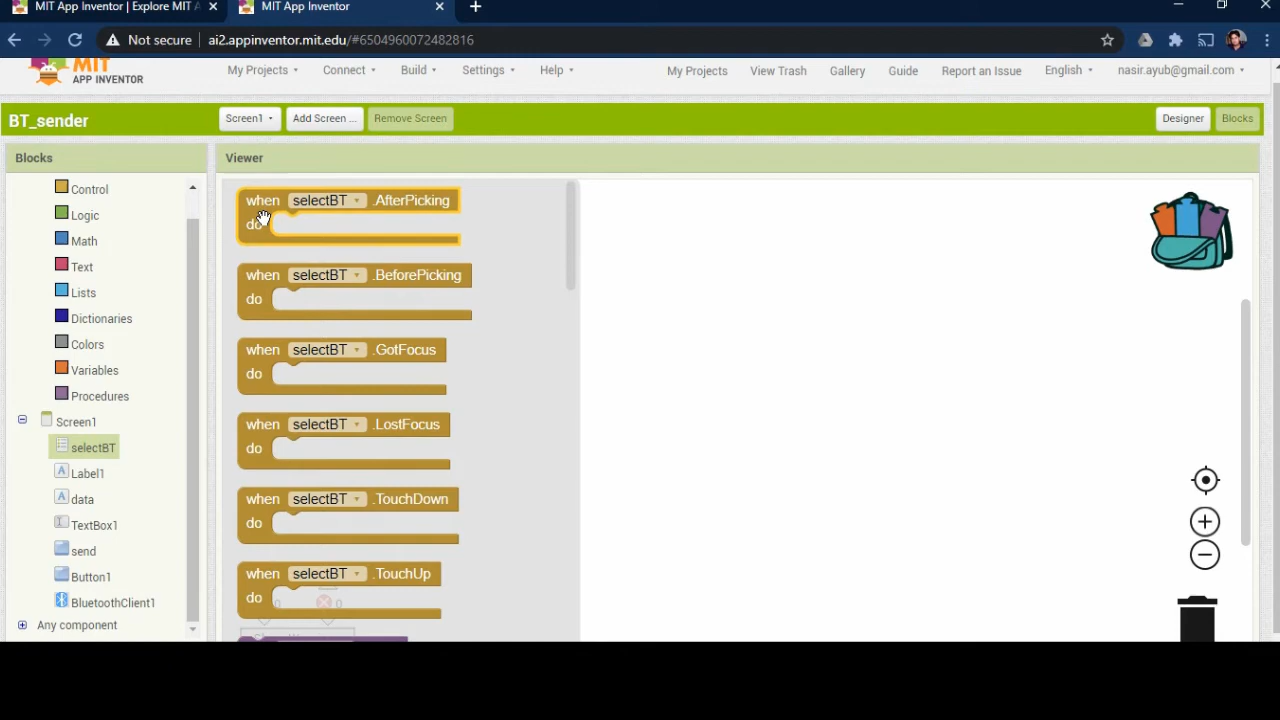 MIT App Inventor | Explore MIT A
MIT App Inventor
Not secure
ai2.appinventor.mit.edu/#6504960072482816
MIT
APP INVENTOR
My Projects
Connect
Build
Settings
Help
My Projects
View Trash
Gallery
Guide
Report an Issue
English
nasir.ayub@gmail.com
BT_sender
Screen1
Add Screen ...
Remove Screen
Designer
Blocks
Blocks
Viewer
Control
Logic
Math
Text
Lists
Dictionaries
Colors
Variables
Procedures
Screen1
selectBT
Label1
data
TextBox1
send
Button1
BluetoothClient1
Any component
when selectBT .AfterPicking
do
when selectBT .BeforePicking
do
when selectBT .GotFocus
do
when selectBT .LostFocus
do
when selectBT .TouchDown
do
when selectBT .TouchUp
do
0
0